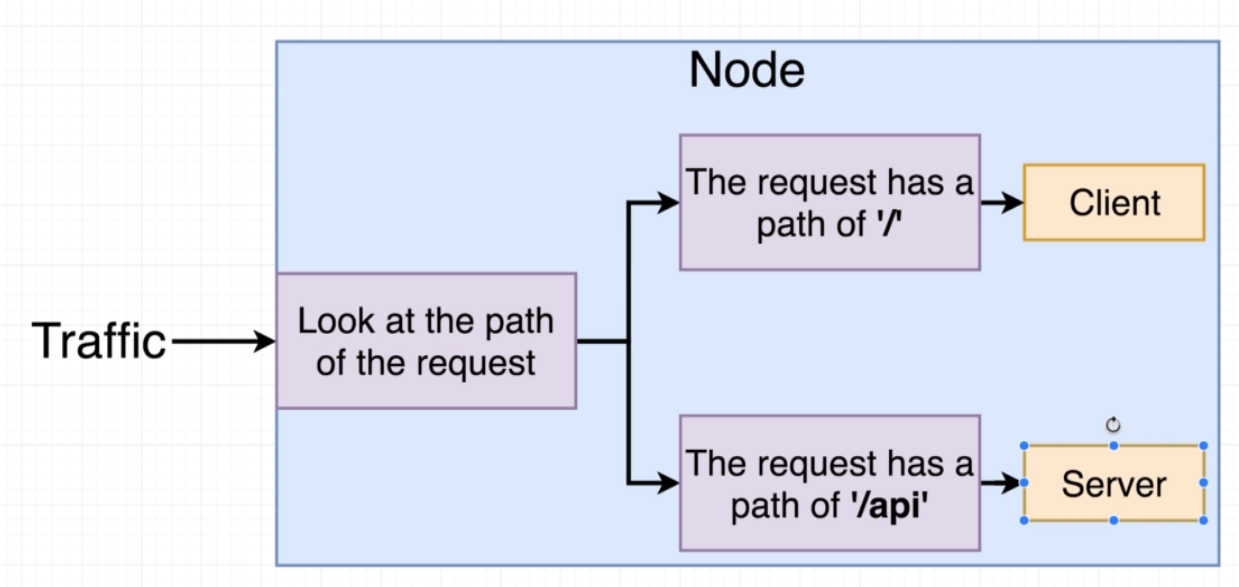 Node
The request has a
path of '/'
Client
Traffic
Look at the path
of the request
The request has a
path of '/api'
Server